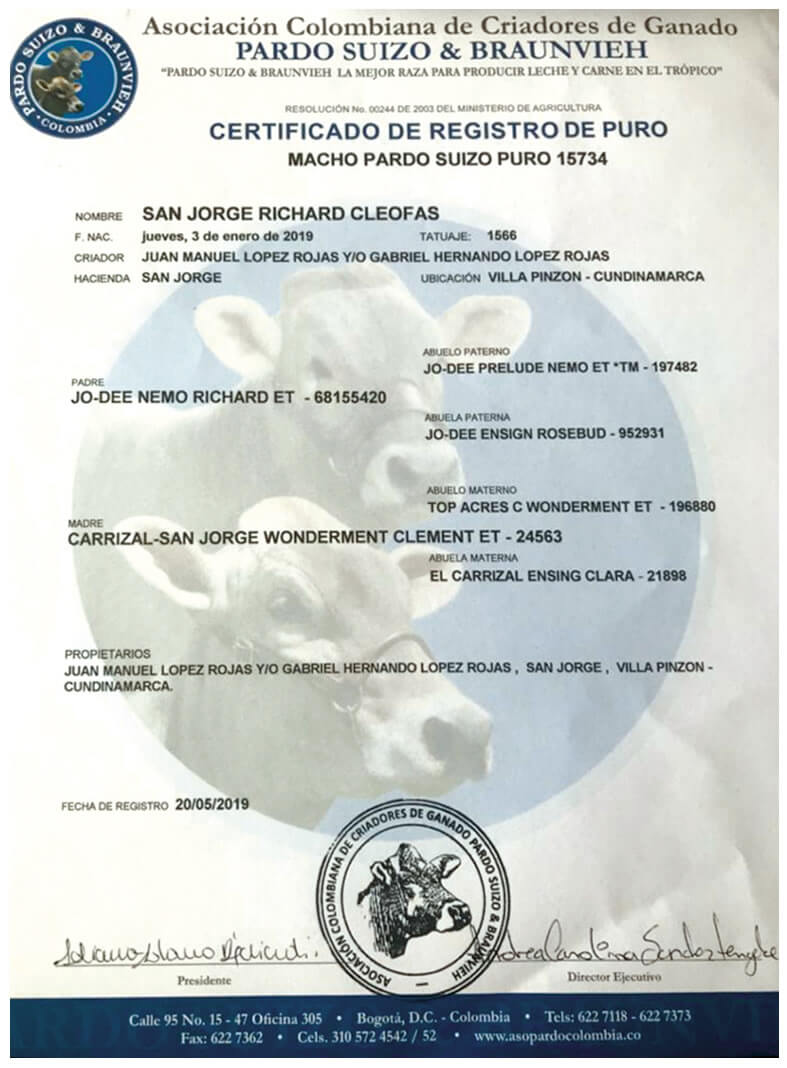 Asociación Colombiana de Criadores de Ganado
PARDO SUIZO & BRAUNVIEH
"PARDO SUIZO & BRAUNVIEH LA MEJOR RAZA PARA PRODUCIR LECHE Y CARNE EN EL TRÓPICO"
PARDO SUIZO & BRAUNVIEH
• COLOMBIA •
RESOLUCIÓN No. 00244 DE 2003 DEL MINISTERIO DE AGRICULTURA
CERTIFICADO DE REGISTRO DE PURO
MACHO PARDO SUIZO PURO 15734
NOMBRE SAN JORGE RICHARD CLEOFAS
F. NAC. jueves, 3 de enero de 2019 TATUAJE: 1566
CRIADOR JUAN MANUEL LOPEZ ROJAS Y/O GABRIEL HERNANDO LOPEZ ROJAS
HACIENDA SAN JORGE UBICACIÓN VILLA PINZON - CUNDINAMARCA
ABUELO PATERNO
JO-DEE PRELUDE NEMO ET *TM - 197482
PADRE
JO-DEE NEMO RICHARD ET - 68155420
ABUELA PATERNA
JO-DEE ENSIGN ROSEBUD - 952931
ABUELO MATERNO
TOP ACRES C WONDERMENT ET - 196880
MADRE
CARRIZAL-SAN JORGE WONDERMENT CLEMENT ET - 24563
ABUELA MATERNA
EL CARRIZAL ENSING CLARA - 21898
PROPIETARIOS
JUAN MANUEL LOPEZ ROJAS Y/O GABRIEL HERNANDO LOPEZ ROJAS , SAN JORGE , VILLA PINZON -
CUNDINAMARCA.
FECHA DE REGISTRO 20/05/2019
ASOCIACIÓN COLOMBIANA DE CRIADORES DE GANADO PARDO SUIZO & BRAUNVIEH
Carolina
Presidente Director Ejecutivo
Calle 95 No. 15 - 47 Oficina 305 • Bogotá, D.C. - Colombia • Tels: 622 7118 - 622 7373
Fax: 622 7362 • Cels. 310 572 4542 / 52 • www.asopardocolombia.co